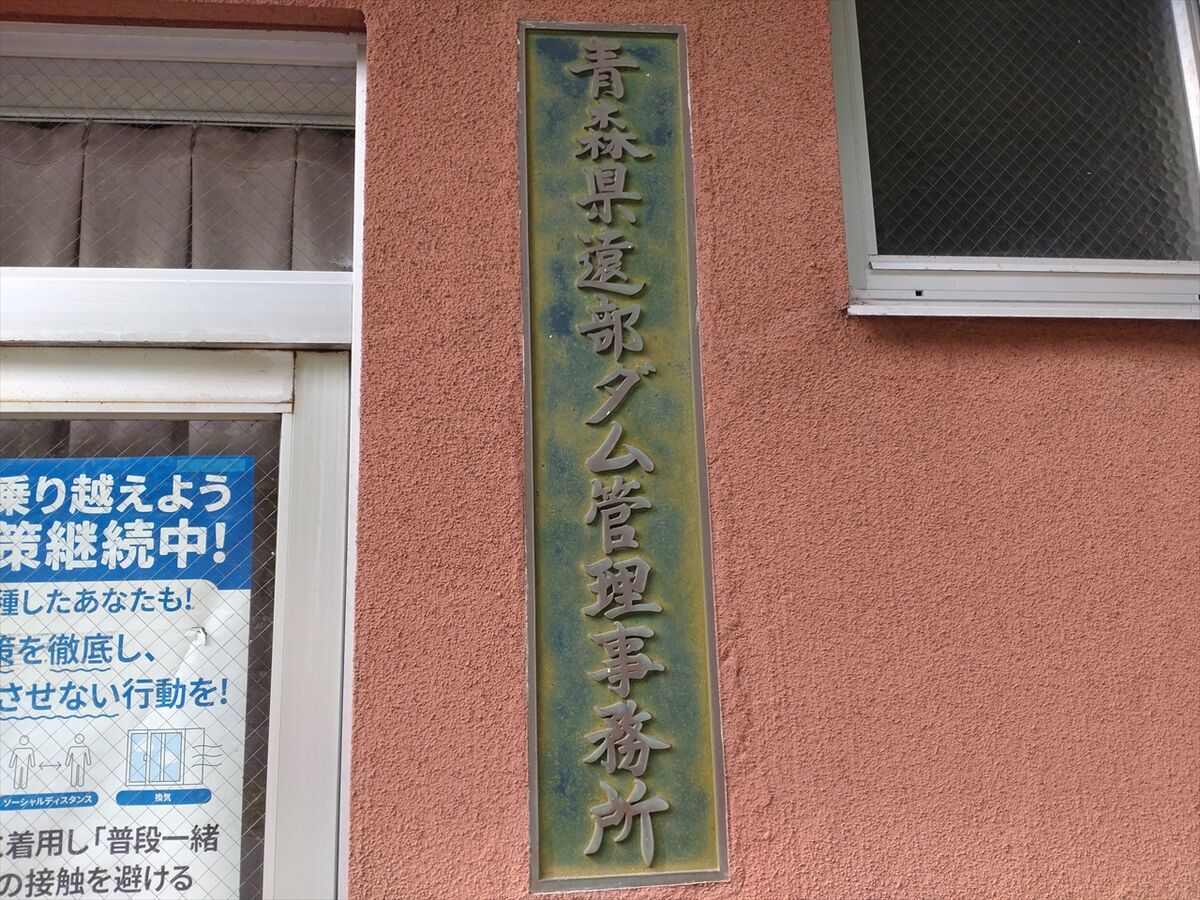 青森県遠部ダム管理事務所
乗り越えよう
策継続中!
種したあなたも!
策を徹底し、
させない行動を!
ソーシャルディスタンス
換気
着用し「普段一緒
の接触を避ける